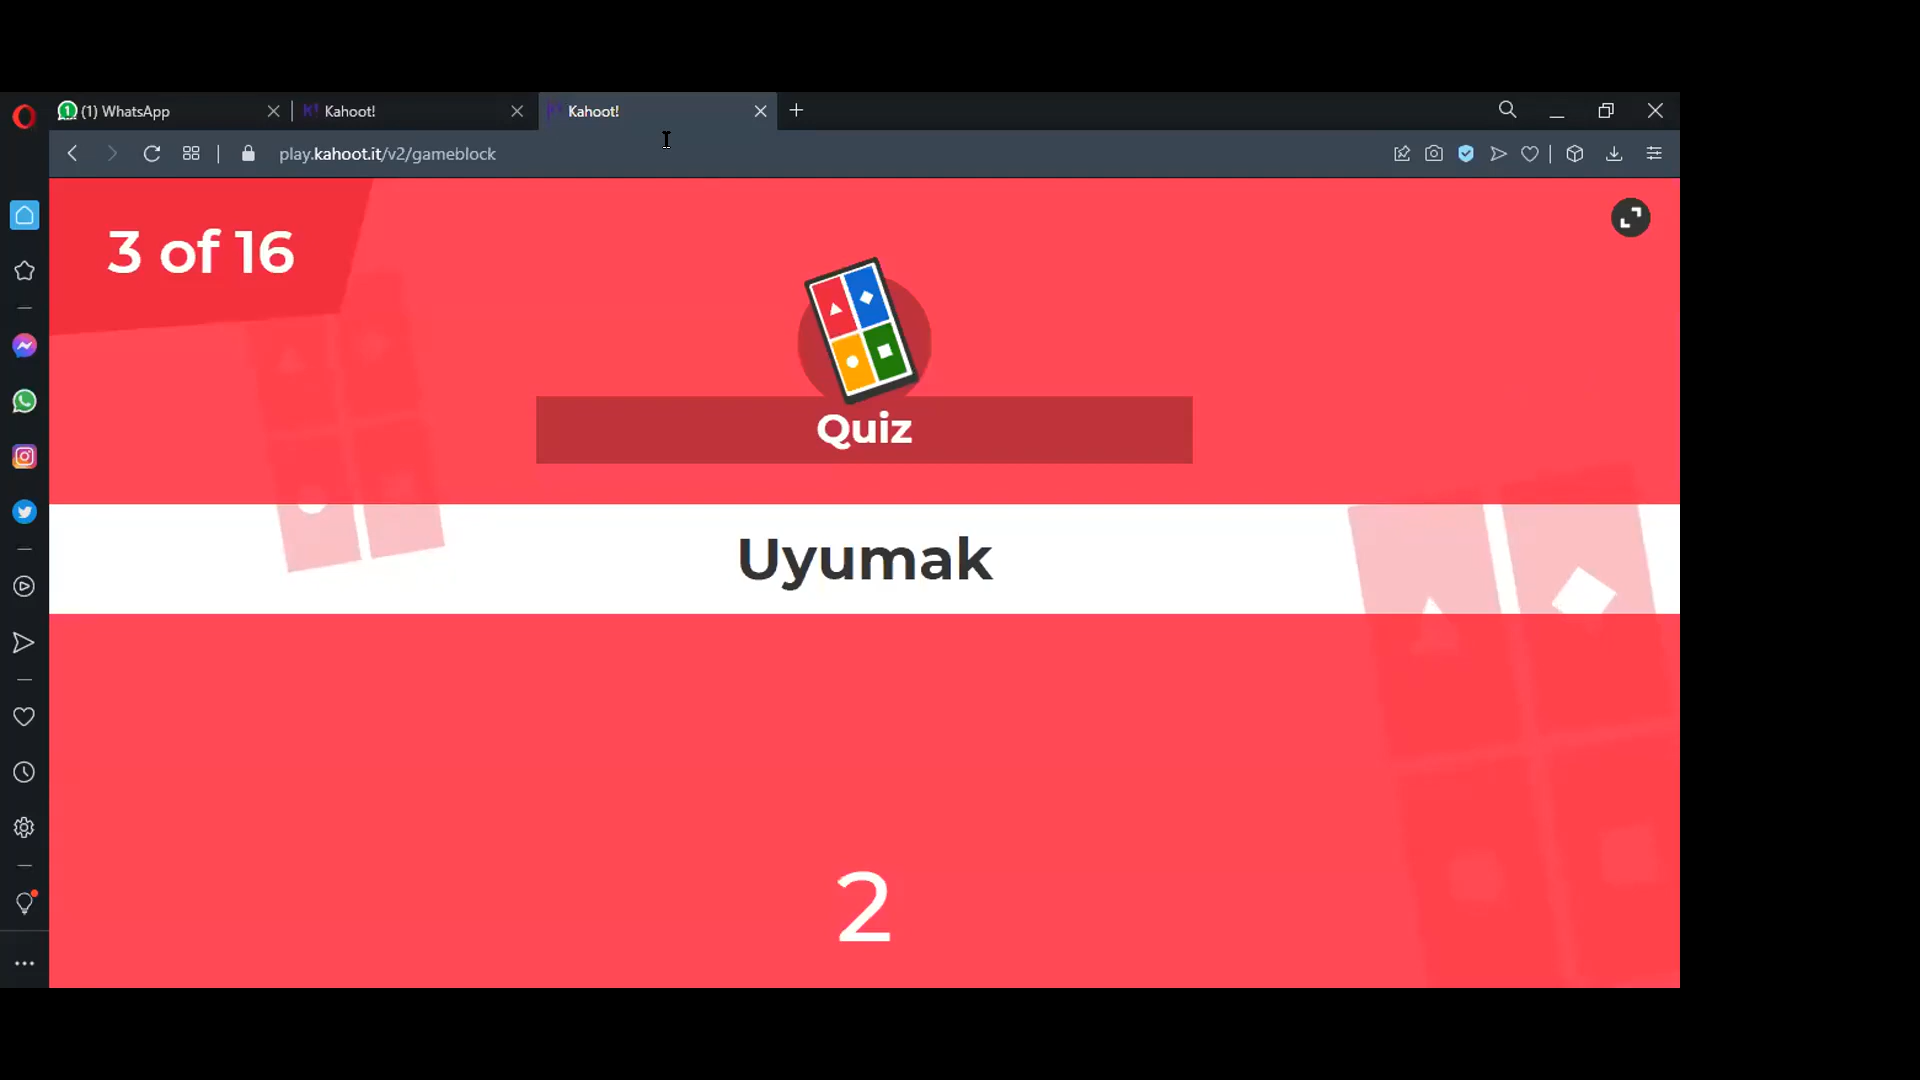 (1) WhatsApp
Kahoot!
Kahoot!
play.kahoot.it/v2/gameblock
3 of 16
Quiz
Uyumak
2